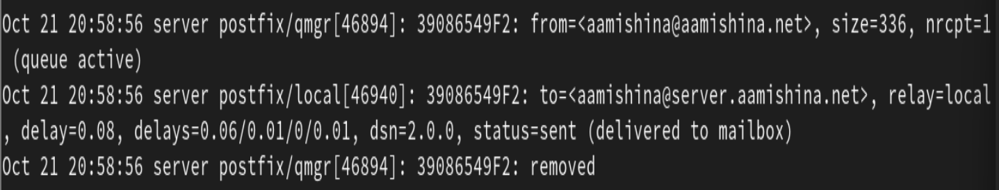 Oct 21 20:58:56 server postfix/qmgr[46894]: 39086549F2: from=<aamishina@aamishina.net>, size=336, nrcpt=1
 (queue active)
Oct 21 20:58:56 server postfix/local[46940]: 39086549F2: to=<aamishina@server.aamishina.net>, relay=local
, delay=0.08, delays=0.06/0.01/0/0.01, dsn=2.0.0, status=sent (delivered to mailbox)
Oct 21 20:58:56 server postfix/qmgr[46894]: 39086549F2: removed